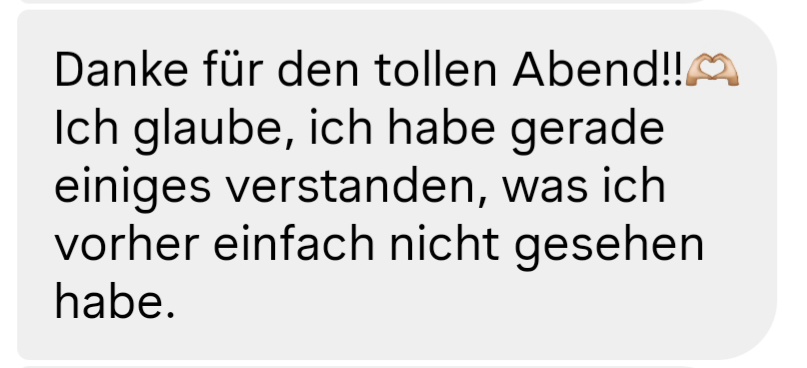 Danke für den tollen Abend!!🫶🏼
Ich glaube, ich habe gerade
einiges verstanden, was ich
vorher einfach nicht gesehen
habe.